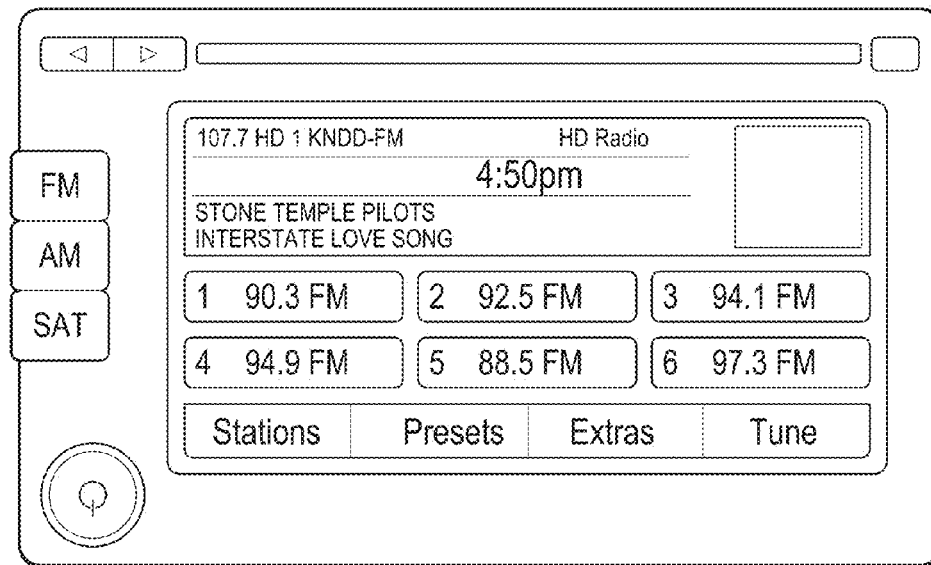 107.7 HD 1 KNDD-FM HD Radio
4:50pm
STONE TEMPLE PILOTS
INTERSTATE LOVE SONG
FM
AM
SAT
1 90.3 FM 2 92.5 FM 3 94.1 FM
4 94.9 FM 5 88.5 FM 6 97.3 FM
Stations Presets Extras Tune